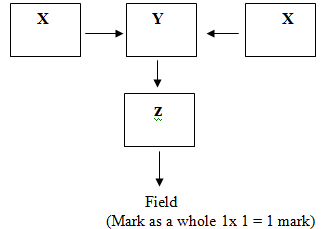 X Y X
z
Field
(Mark as a whole 1x 1 = 1 mark)